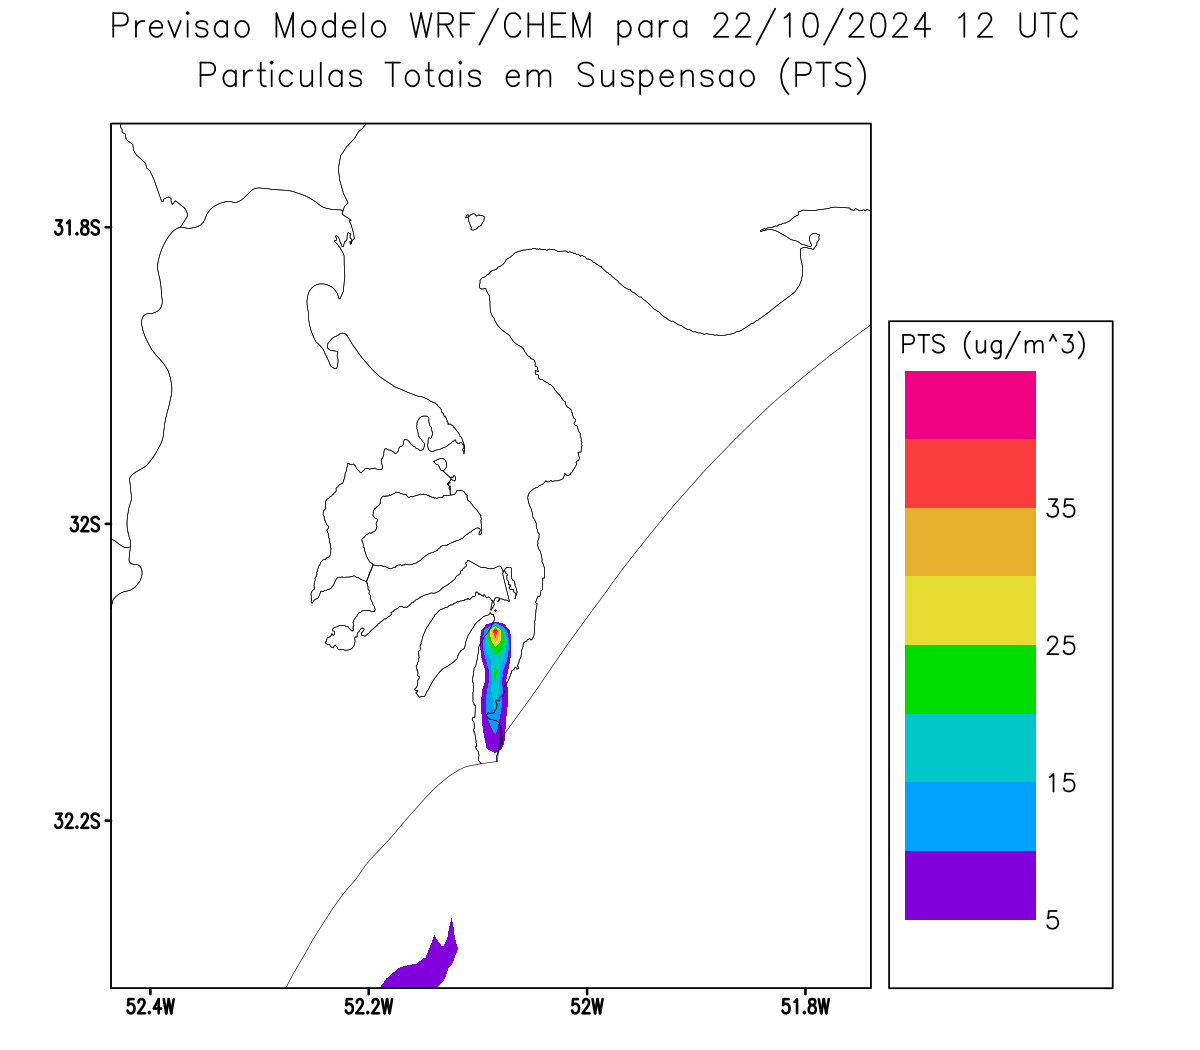 Previsao Modelo WRF/CHEM para 22/10/2024 12 UTC
Particulas Totais em Suspensao (PTS)
31.8S
32S
32.2S
52.4W
52.2W
52W
51.8W
PTS (ug/m^3)
35
25
15
5